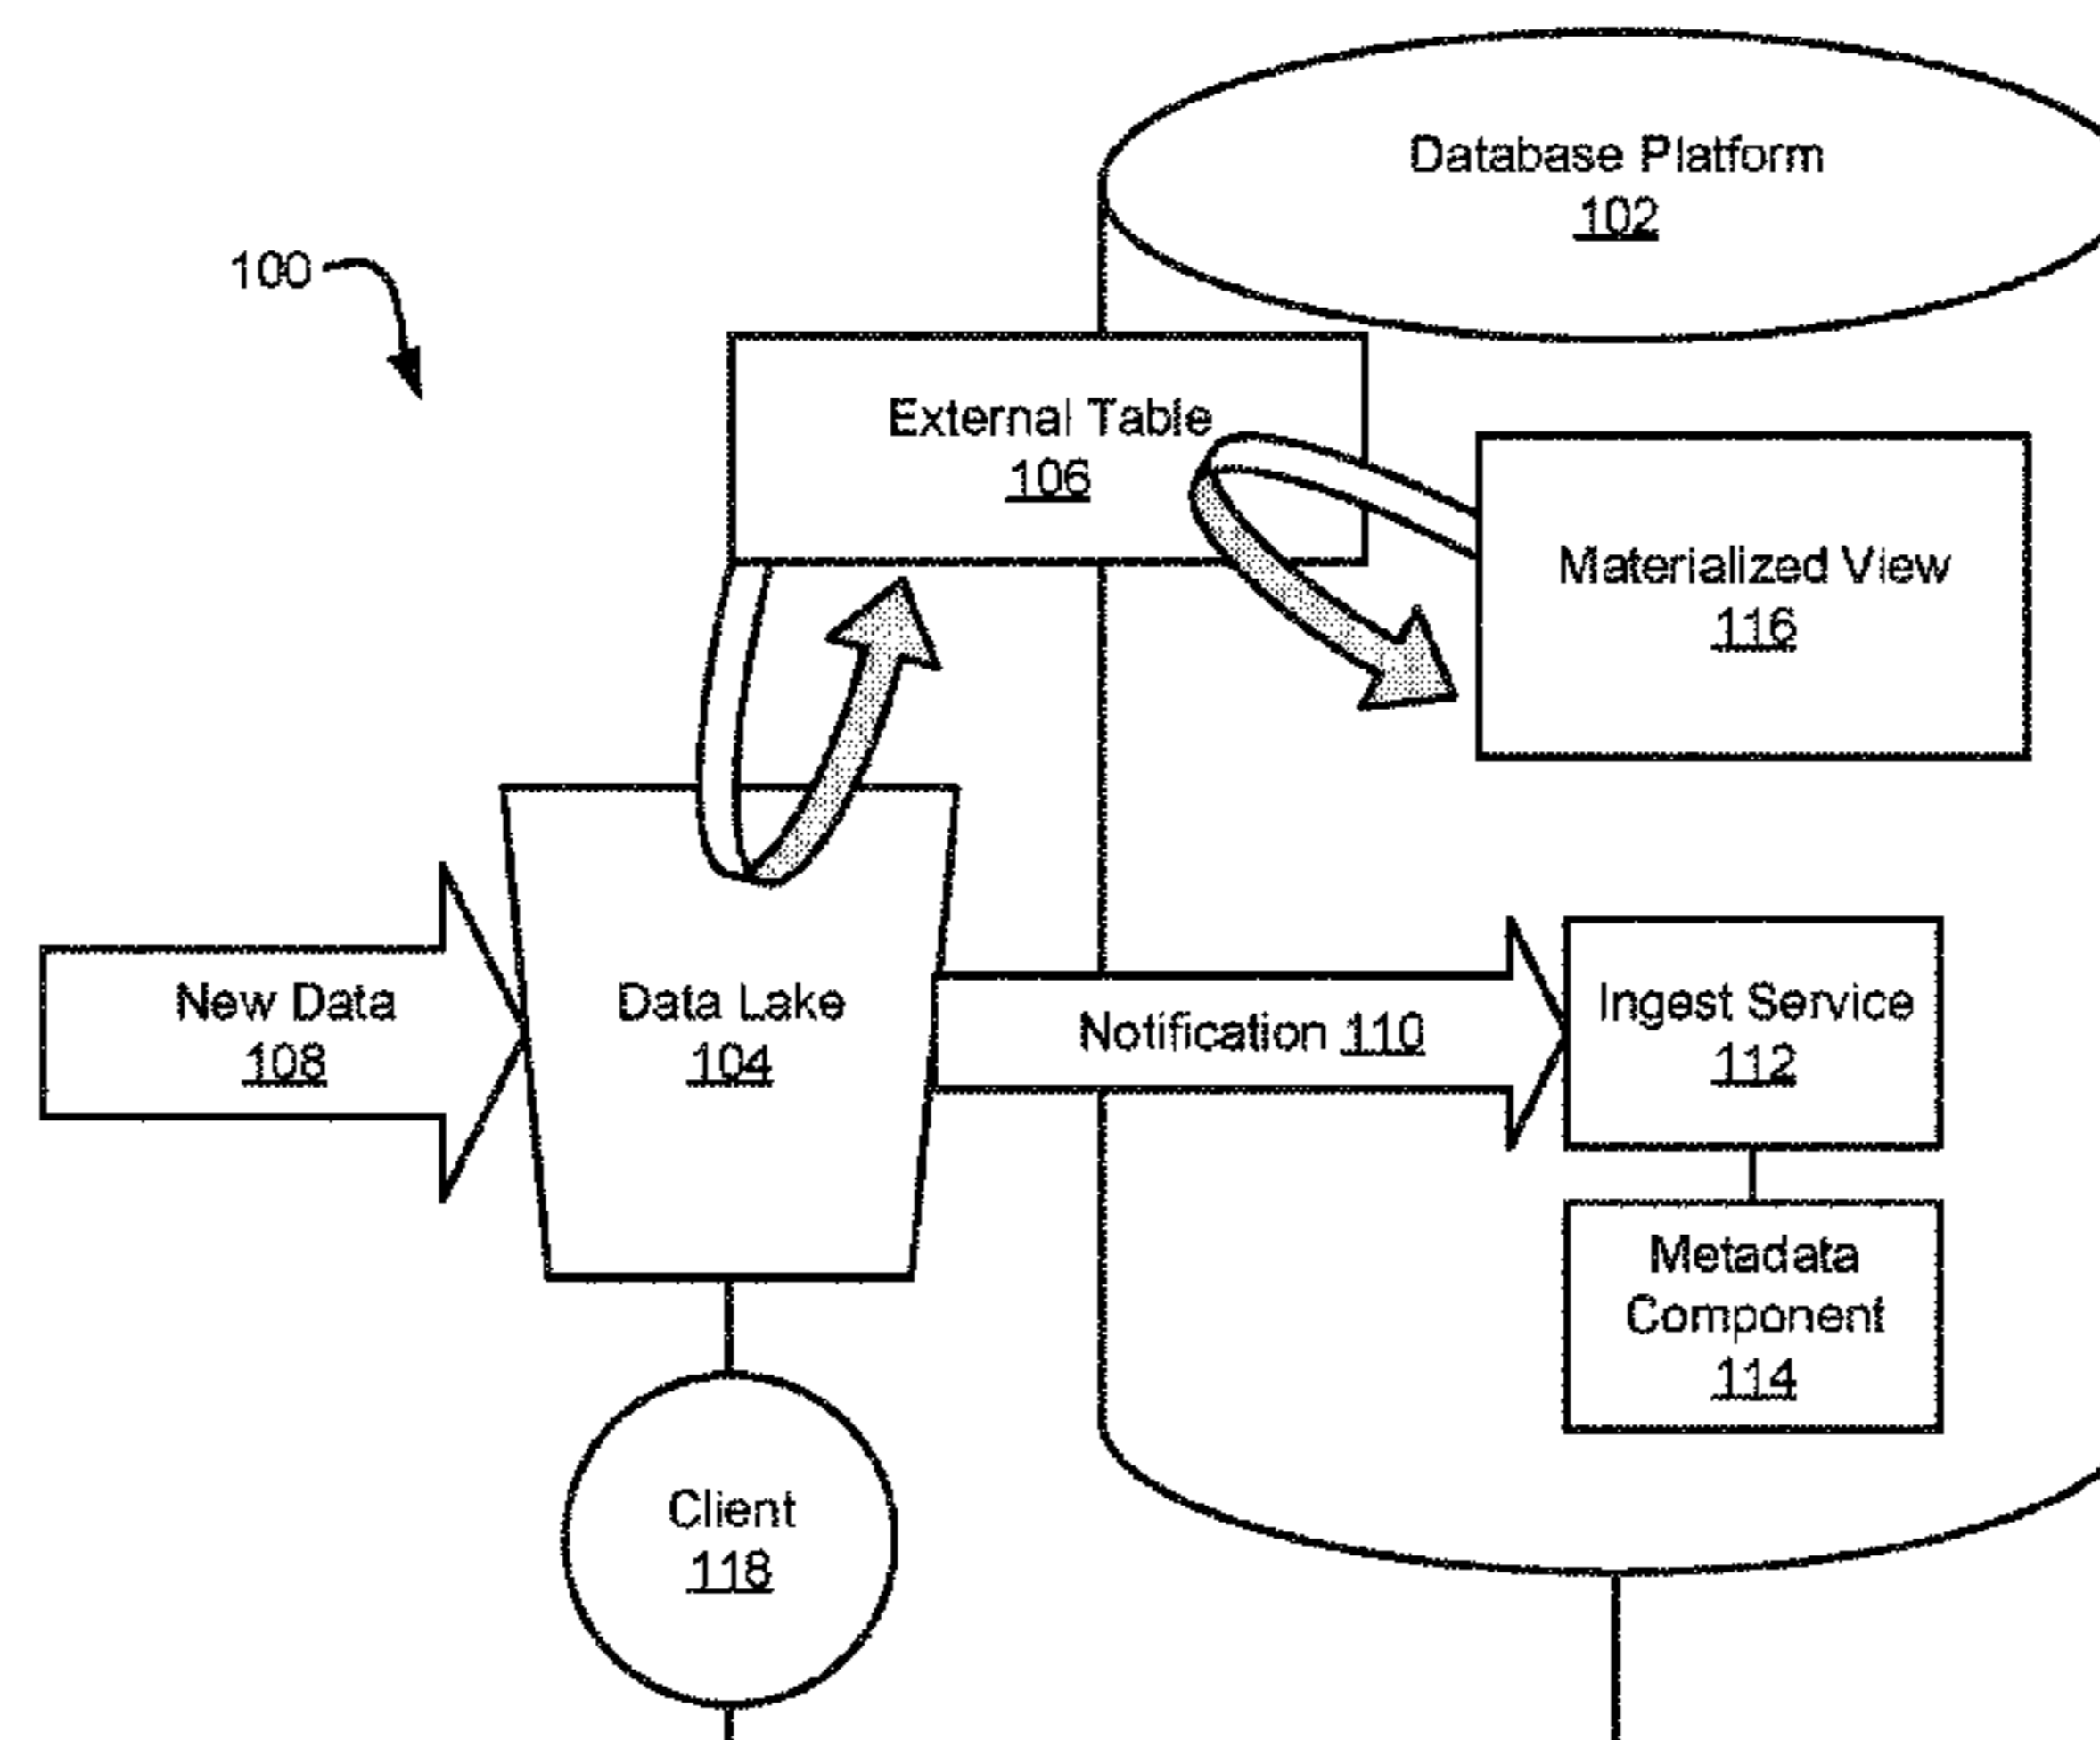 Database Platform
102
100
External Table
106
Materialized View
116
New Data
108
Data Lake
104
Notification 110
Ingest Service
112
Metadata
Component
114
Client
118